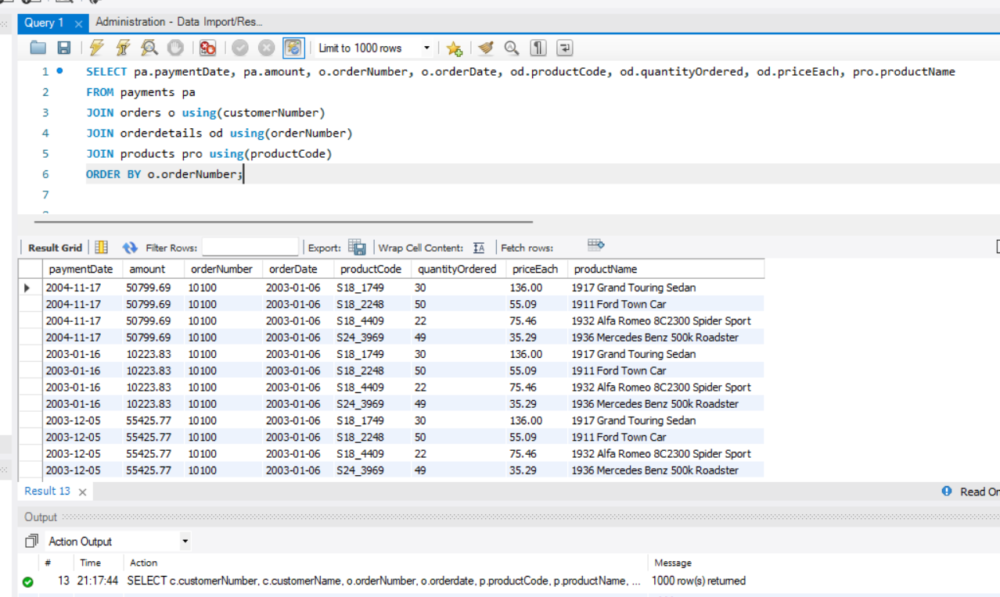 Query 1 × Administration - Data Import/Res...
Limit to 1000 rows
1 SELECT pa.paymentDate, pa.amount, o.orderNumber, o.orderDate, od.productCode, od.quantityOrdered, od.priceEach, pro.productName
2 FROM payments pa
3 JOIN orders o using(customerNumber)
4 JOIN orderdetails od using(orderNumber)
5 JOIN products pro using(productCode)
6 ORDER BY o.orderNumber;
7
Result Grid Filter Rows: Export: Wrap Cell Content: IA Fetch rows:
paymentDate amount orderNumber orderDate productCode quantityOrdered priceEach productName
2004-11-17 50799.69 10100 2003-01-06 S18_1749 30 136.00 1917 Grand Touring Sedan
2004-11-17 50799.69 10100 2003-01-06 S18_2248 50 55.09 1911 Ford Town Car
2004-11-17 50799.69 10100 2003-01-06 S18_4409 22 75.46 1932 Alfa Romeo 8C2300 Spider Sport
2004-11-17 50799.69 10100 2003-01-06 S24_3969 49 35.29 1936 Mercedes Benz 500k Roadster
2003-01-16 10223.83 10100 2003-01-06 S18_1749 30 136.00 1917 Grand Touring Sedan
2003-01-16 10223.83 10100 2003-01-06 S18_2248 50 55.09 1911 Ford Town Car
2003-01-16 10223.83 10100 2003-01-06 S18_4409 22 75.46 1932 Alfa Romeo 8C2300 Spider Sport
2003-01-16 10223.83 10100 2003-01-06 S24_3969 49 35.29 1936 Mercedes Benz 500k Roadster
2003-12-05 55425.77 10100 2003-01-06 S18_1749 30 136.00 1917 Grand Touring Sedan
2003-12-05 55425.77 10100 2003-01-06 S18_2248 50 55.09 1911 Ford Town Car
2003-12-05 55425.77 10100 2003-01-06 S18_4409 22 75.46 1932 Alfa Romeo 8C2300 Spider Sport
2003-12-05 55425.77 10100 2003-01-06 S24_3969 49 35.29 1936 Mercedes Benz 500k Roadster
Result 13 × Read On
Output
Action Output
# Time Action Message
13 21:17:44 SELECT c.customerNumber, c.customerName, o.orderNumber, o.orderdate, p.productCode, p.productName, ... 1000 row(s) returned